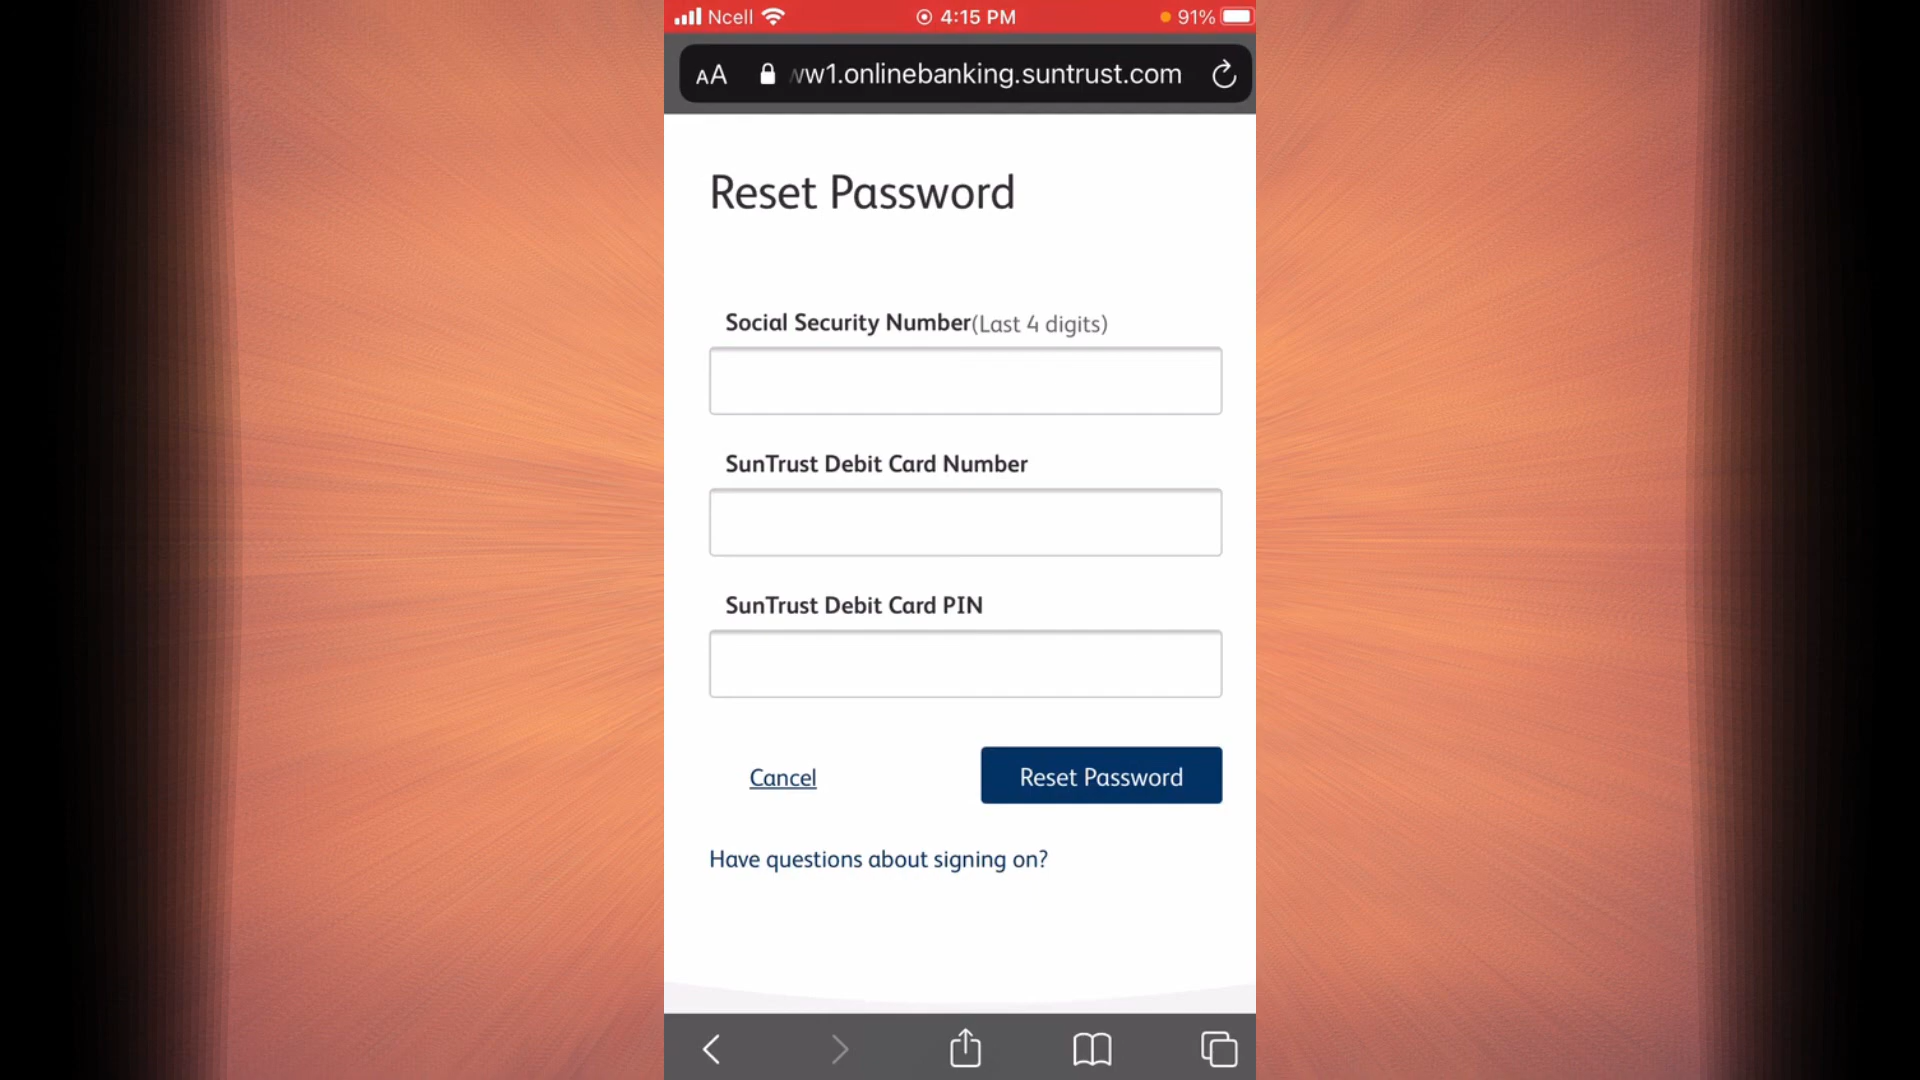 Ncell 4:15 PM 91%
AA w1.onlinebanking.suntrust.com
Reset Password
Social Security Number(Last 4 digits)
SunTrust Debit Card Number
SunTrust Debit Card PIN
Cancel Reset Password
Have questions about signing on?